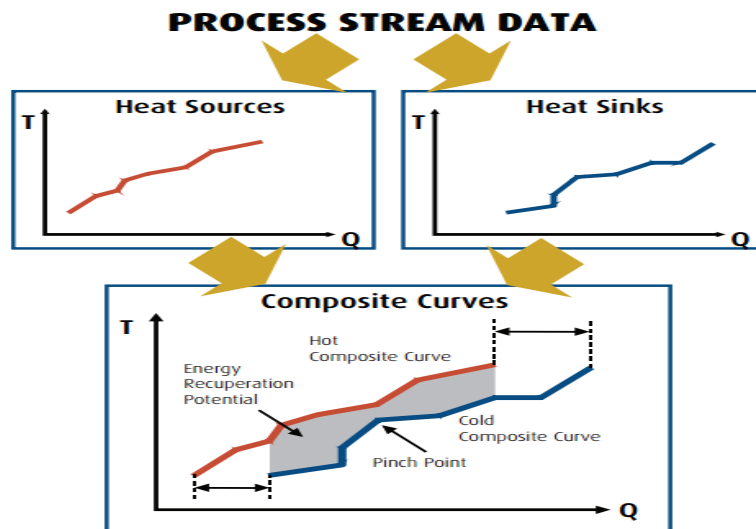 PROCESS STREAM DATA
Heat Sources
T
Q
Heat Sinks
T
Q
Composite Curves
T
Hot
Composite Curve
Energy
Recuperation
Potential
Cold
Composite Curve
Pinch Point
Q